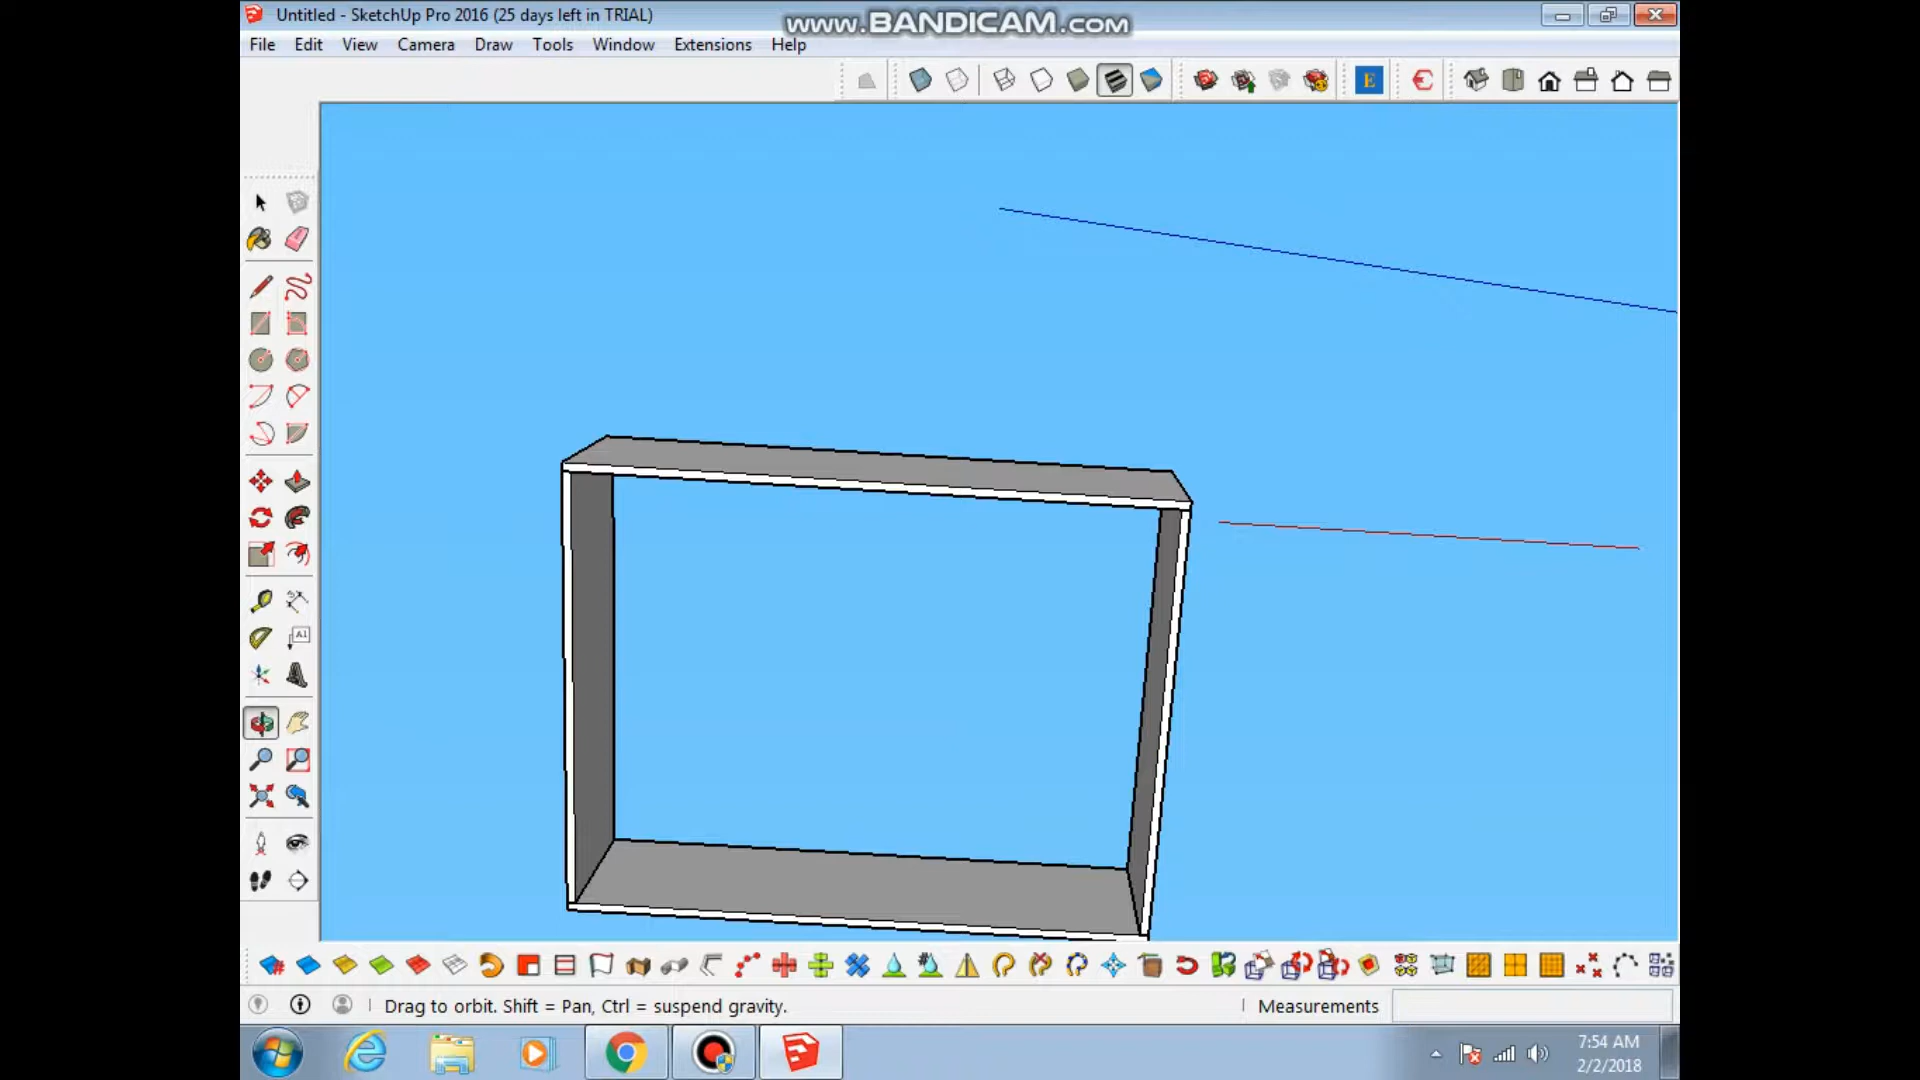 Untitled - SketchUp Pro 2016 (25 days left in TRIAL)
www.BANDICAM.com
File Edit View Camera Draw Tools Window Extensions Help
E
A1
Drag to orbit. Shift = Pan, Ctrl = suspend gravity.
Measurements
7:54 AM
2/2/2018